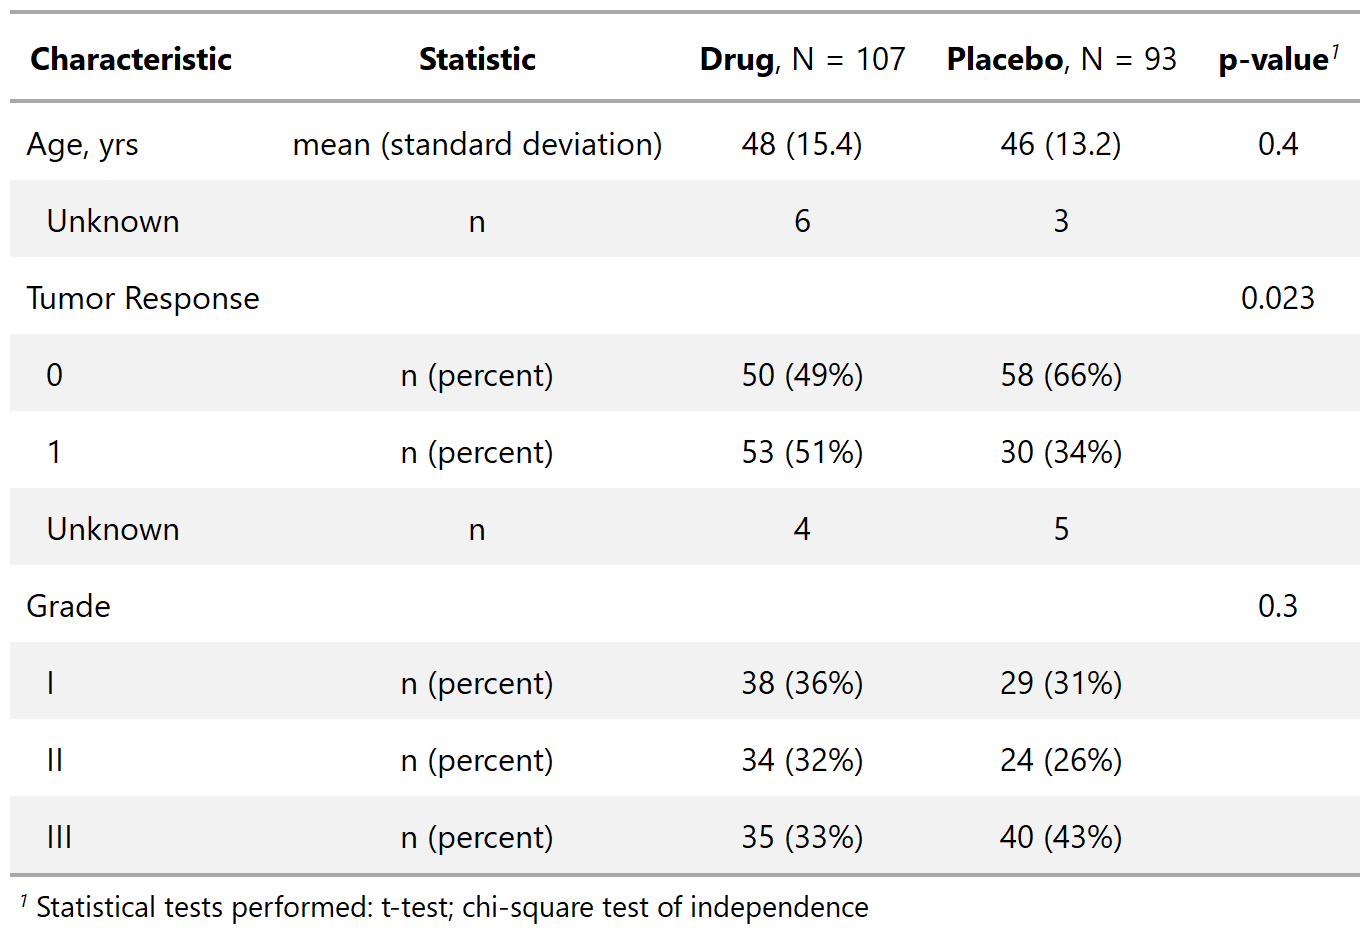 Characteristic Statistic Drug, N = 107 Placebo, N = 93 p-value1
Age, yrs mean (standard deviation) 48 (15.4) 46 (13.2) 0.4
Unknown n 6 3
Tumor Response 0.023
0 n (percent) 50 (49%) 58 (66%)
1 n (percent) 53 (51%) 30 (34%)
Unknown n 4 5
Grade 0.3
I n (percent) 38 (36%) 29 (31%)
II n (percent) 34 (32%) 24 (26%)
III n (percent) 35 (33%) 40 (43%)
1 Statistical tests performed: t-test; chi-square test of independence